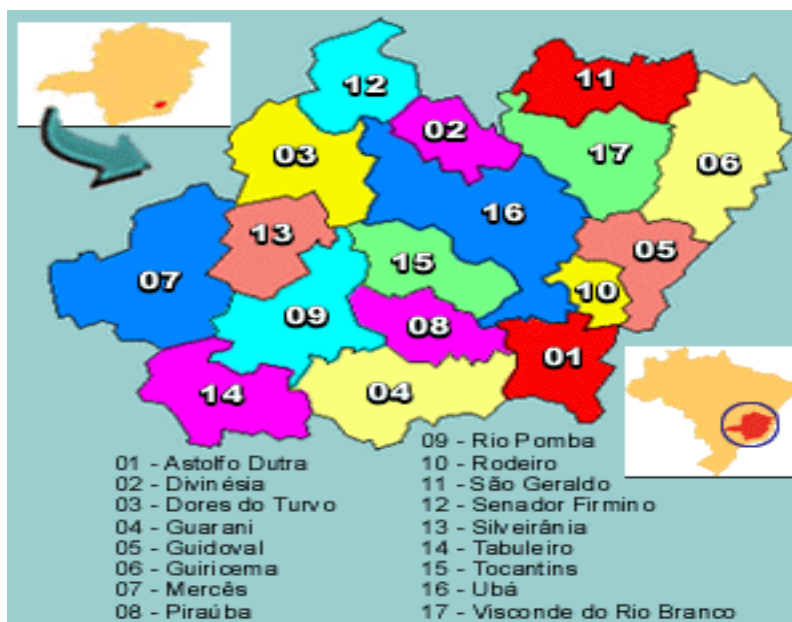 12
11
02
03
17
06
16
13
05
15
07
10
09
08
01
14
04
01 - Astolfo Dutra
02 - Divinésia
03 - Dores do Turvo
04 - Guarani
05 - Guidoval
06 - Guiricema
07 - Mercês
08 - Piraúba
09 - Rio Pomba
10 - Rodeiro
11 - São Geraldo
12 - Senador Firmino
13 - Silveirânia
14 - Tabuleiro
15 - Tocantins
16 - Ubá
17 - Visconde do Rio Branco